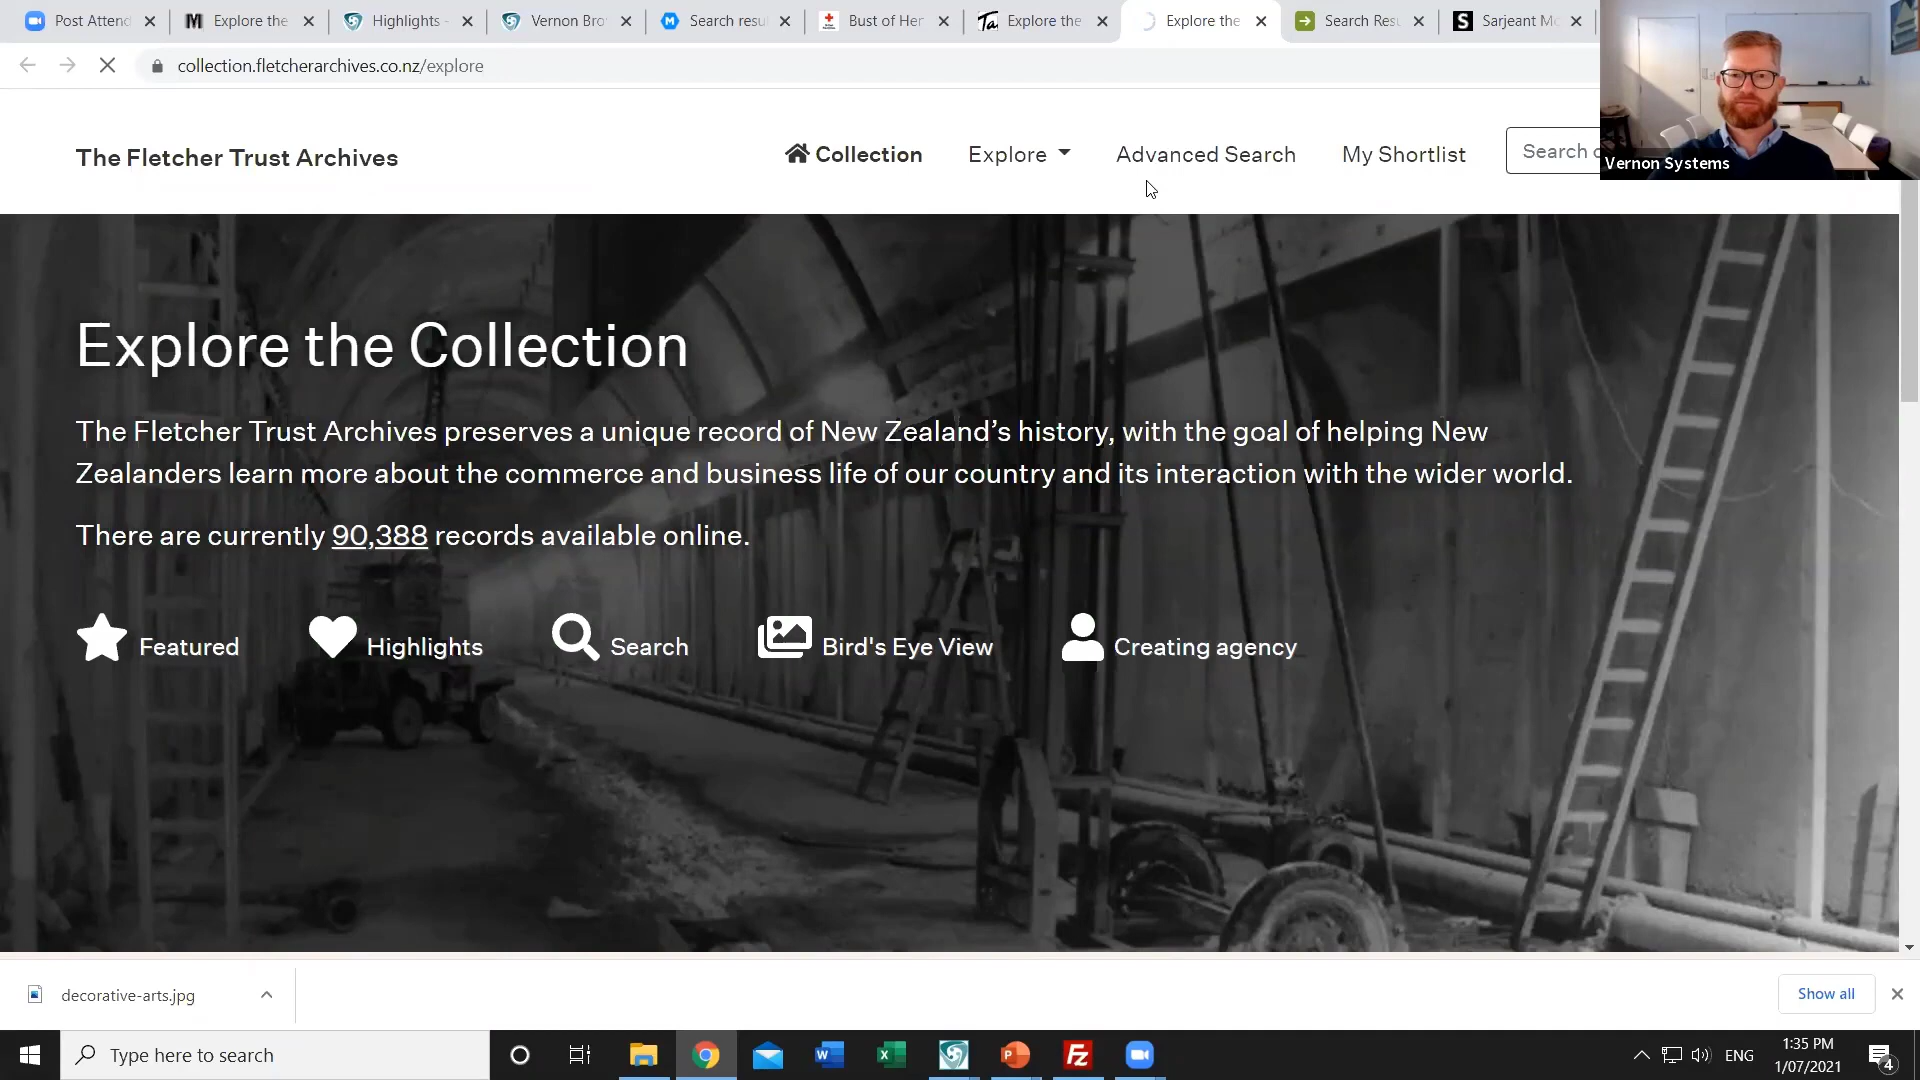 Post Attend
Explore the
Highlights -
Vernon Bro
Search resu
Bust of Her
Explore the
Explore the
Search Resu
Sarjeant Mo
collection.fletcherarchives.co.nz/explore
The Fletcher Trust Archives
Collection
Explore
Advanced Search
My Shortlist
Search c
Vernon Systems
Explore the Collection
The Fletcher Trust Archives preserves a unique record of New Zealand’s history, with the goal of helping New
Zealanders learn more about the commerce and business life of our country and its interaction with the wider world.
There are currently 90,388 records available online.
Featured
Highlights
Search
Bird's Eye View
Creating agency
decorative-arts.jpg
Show all
Type here to search
ENG
1:35 PM
1/07/2021
4